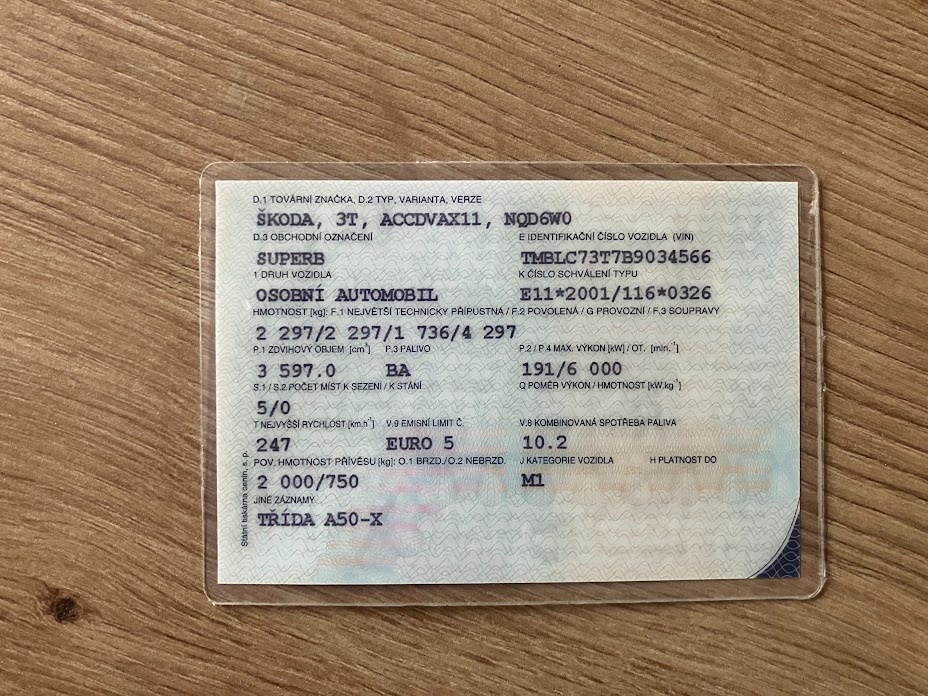 D.1 TOVÁRNÍ ZNAČKA, D.2 TYP, VARIANTA, VERZE
ŠKODA, 3T, ACCDVAX11, NQD6W0
D.3 OBCHODNÍ OZNAČENÍ E IDENTIFIKAČNÍ ČÍSLO VOZIDLA (VIN)
SUPERB TMBLC73T7B9034566
1 DRUH VOZIDLA K ČÍSLO SCHVÁLENÍ TYPU
OSOBNÍ AUTOMOBIL E11*2001/116*0326
HMOTNOST [kg]: F.1 NEJVĚTŠÍ TECHNICKY PŘÍPUSTNÁ / F.2 POVOLENÁ / G PROVOZNÍ / F.3 SOUPRAVY
2 297/2 297/1 736/4 297
P.1 ZDVIHOVÝ OBJEM [cm³] P.3 PALIVO P.2 / P.4 MAX. VÝKON [kW] / OT. [min.⁻¹]
3 597.0 BA 191/6 000
S.1 / S.2 POČET MÍST K SEZENÍ / K STÁNÍ Q POMĚR VÝKON / HMOTNOST [kW.kg⁻¹]
5/0
T NEJVYŠŠÍ RYCHLOST [km.h⁻¹] V.9 EMISNÍ LIMIT Č. V.8 KOMBINOVANÁ SPOTŘEBA PALIVA
247 EURO 5 10.2
POV. HMOTNOST PŘÍVĚSU [kg]: O.1 BRZD./O.2 NEBRZD. J KATEGORIE VOZIDLA H PLATNOST DO
2 000/750 M1
JINÉ ZÁZNAMY
TŘÍDA A50-X
Státní tiskárna cenin, s. p.